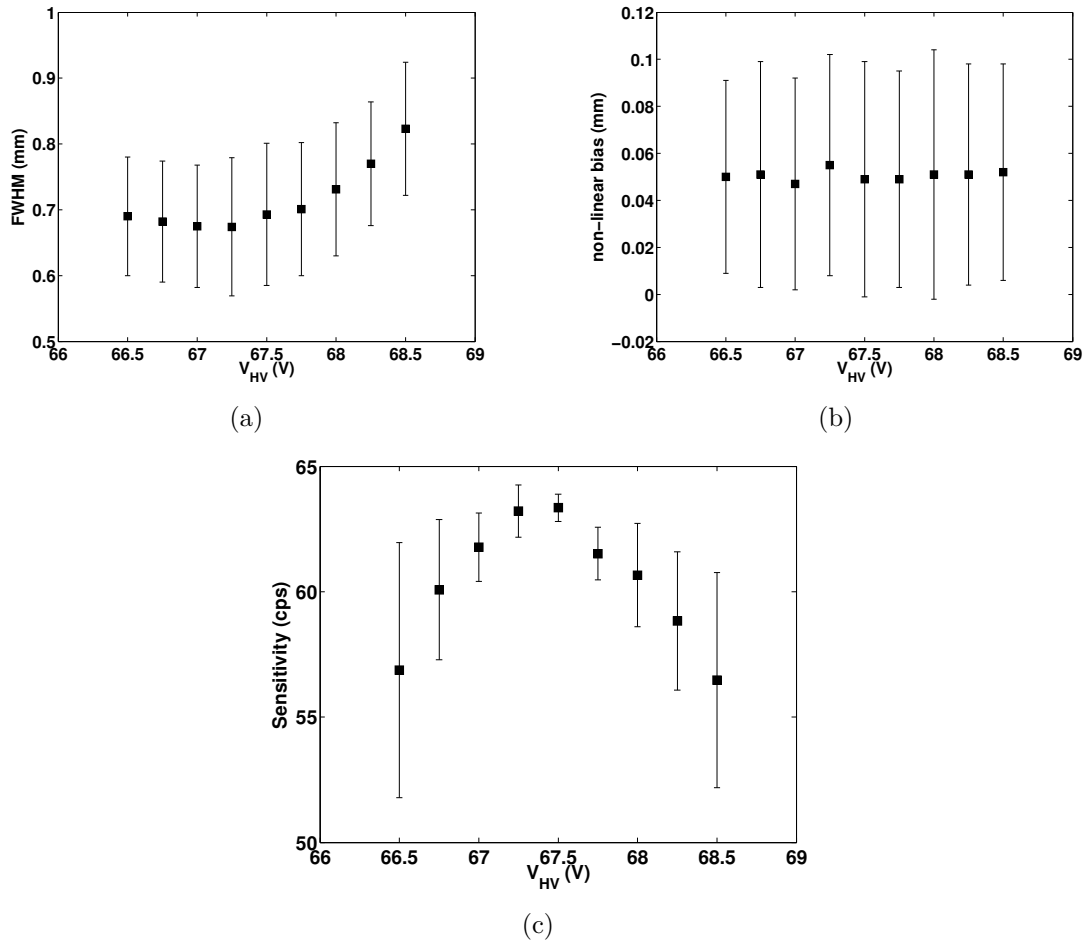 1
0.9
0.8
0.7
0.6
0.5
FWHM (mm)
66 66.5 67 67.5 68 68.5 69
V_HV (V)
(a)
0.12
0.1
0.08
0.06
0.04
0.02
0
−0.02
non−linear bias (mm)
66 66.5 67 67.5 68 68.5 69
V_HV (V)
(b)
65
60
55
50
Sensitivity (cps)
66 66.5 67 67.5 68 68.5 69
V_HV (V)
(c)